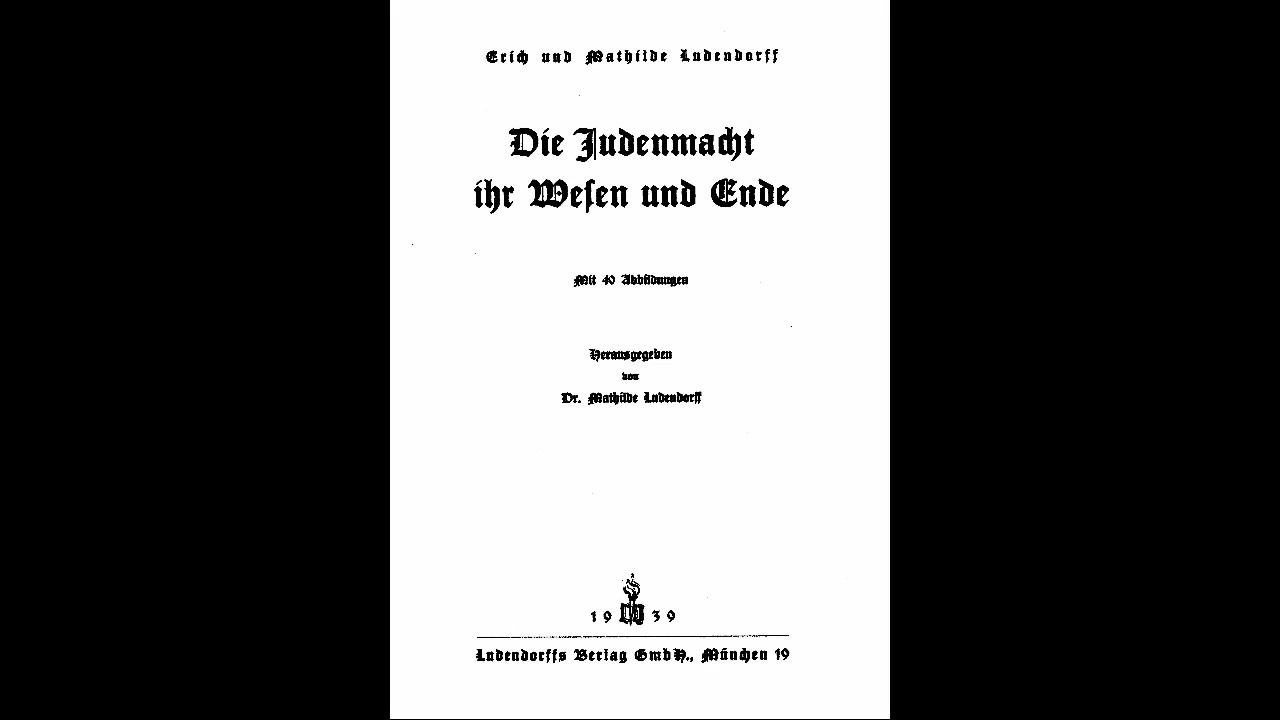 Erich und Mathilde Ludendorff
Die Judenmacht
ihr Wesen und Ende
Mit 40 Abbildungen
Herausgegeben
von
Dr. Mathilde Ludendorff
19 39
Ludendorffs Verlag GmbH., München 19